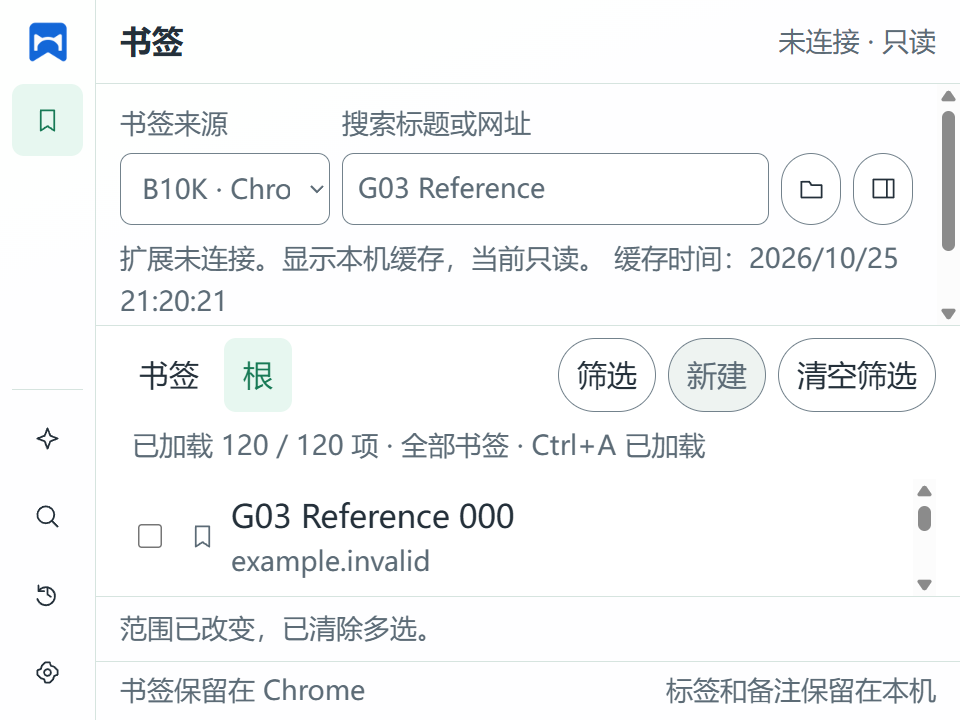 书签
未连接 · 只读
书签来源
搜索标题或网址
B10K · Chro
G03 Reference
扩展未连接。显示本机缓存，当前只读。 缓存时间：2026/10/25
21:20:21
书签
根
筛选
新建
清空筛选
已加载 120 / 120 项 · 全部书签 · Ctrl+A 已加载
G03 Reference 000
example.invalid
范围已改变，已清除多选。
书签保留在 Chrome
标签和备注保留在本机